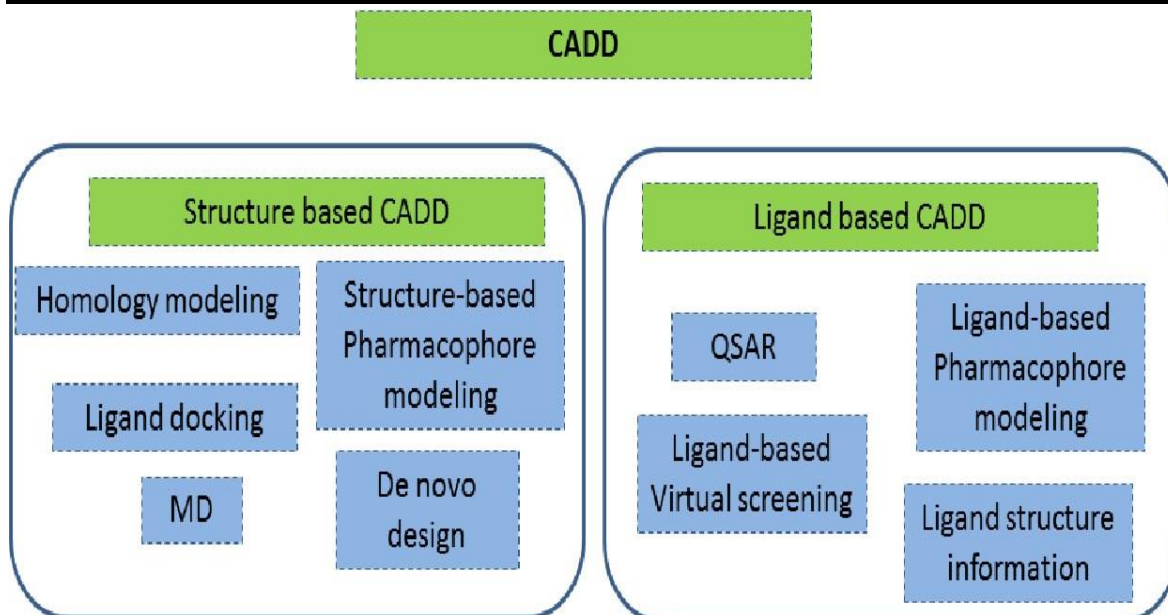 CADD
Structure based CADD
Homology modeling
Structure-based
Pharmacophore
modeling
Ligand docking
MD
De novo
design
Ligand based CADD
QSAR
Ligand-based
Pharmacophore
modeling
Ligand-based
Virtual screening
Ligand structure
information